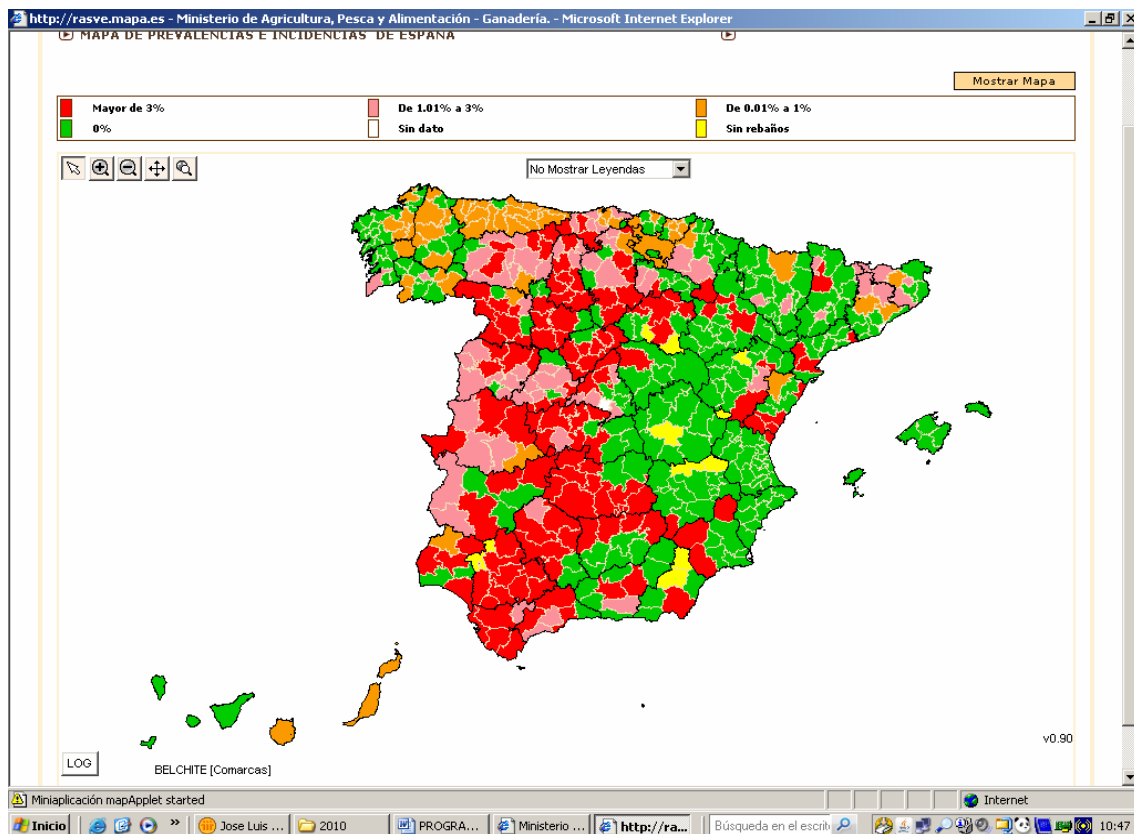 http://rasve.mapa.es - Ministerio de Agricultura, Pesca y Alimentación - Ganadería. - Microsoft Internet Explorer
MAPA DE PREVALENCIAS E INCIDENCIAS DE ESPAÑA
Mostrar Mapa
Mayor de 3% De 1.01% a 3% De 0.01% a 1%
0% Sin dato Sin rebaños
No Mostrar Leyendas
v0.90
LOG
BELCHITE [Comarcas]
Miniaplicación mapApplet started Internet
Inicio » Jose Luis ... 2010 PROGRA... Ministerio ... http://ra... Búsqueda en el escrit 10:47